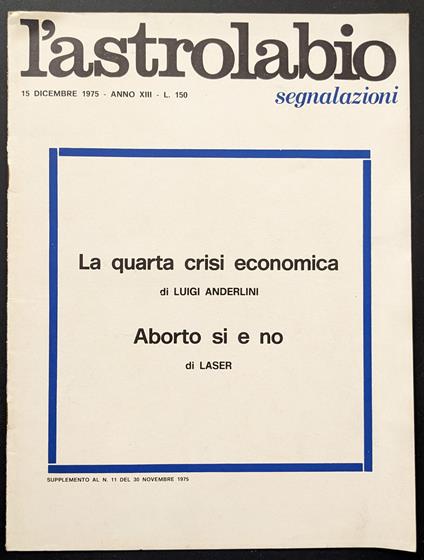 l'astrolabio
15 DICEMBRE 1975 - ANNO XIII - L. 150
segnalazioni
La quarta crisi economica
di LUIGI ANDERLINI
Aborto si e no
di LASER
SUPPLEMENTO AL N. 11 DEL 30 NOVEMBRE 1975